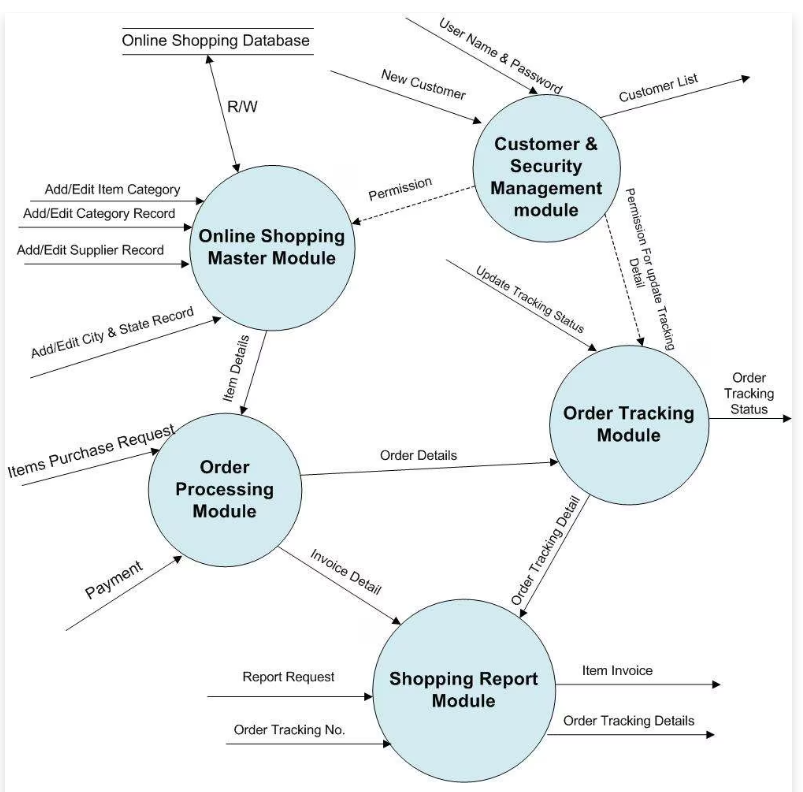 Online Shopping Database
R/W
User Name & Password
New Customer
Customer List
Customer &
Security
Management
module
Permission
Permission For update Tracking
Detail
Add/Edit Item Category
Add/Edit Category Record
Add/Edit Supplier Record
Add/Edit City & State Record
Online Shopping
Master Module
Update Tracking Status
Item Details
Order Tracking
Module
Order
Tracking
Status
Items Purchase Request
Order
Processing
Module
Order Details
Payment
Invoice Detail
Order Tracking Detail
Report Request
Order Tracking No.
Shopping Report
Module
Item Invoice
Order Tracking Details